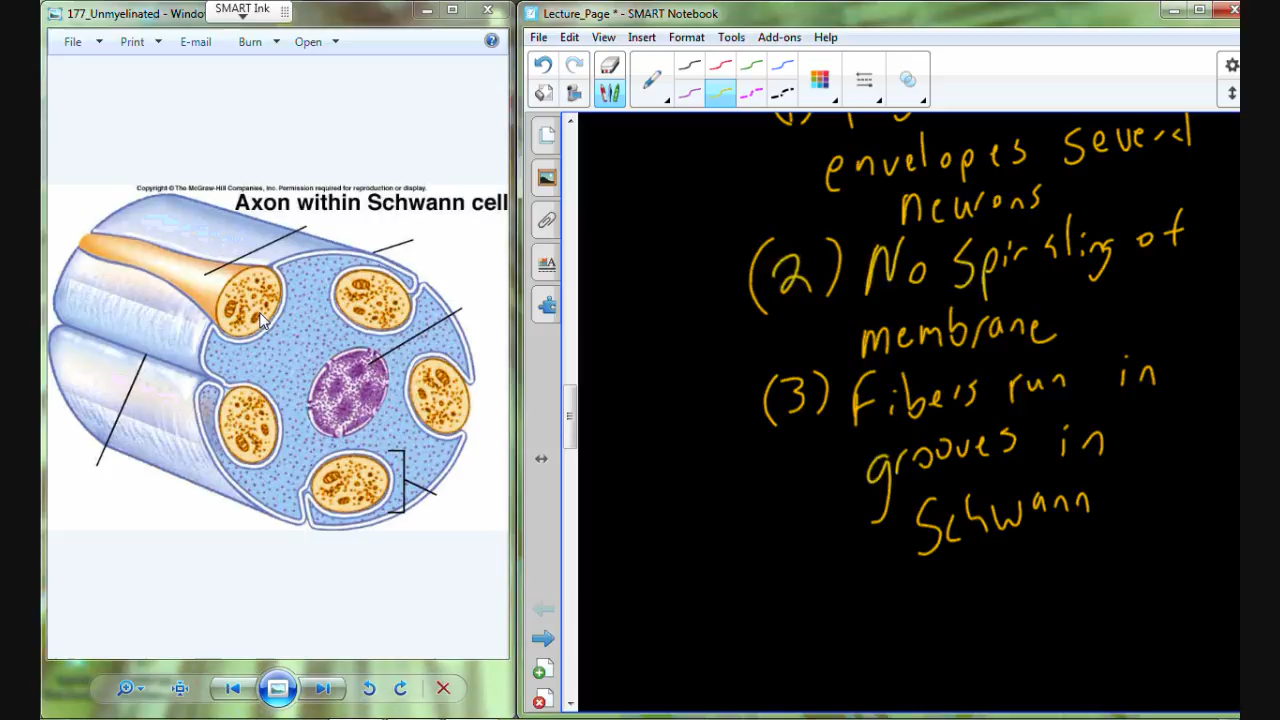 177_Unmyelinated - Windo
SMART Ink
File Print E-mail Burn Open
Copyright © The McGraw-Hill Companies, Inc. Permission required for reproduction or display.
Axon within Schwann cell
Lecture_Page * - SMART Notebook
File Edit View Insert Format Tools Add-ons Help
envelopes several
neurons
(2) No spiraling of
membrane
(3) Fibers run in
grooves in
Schwann